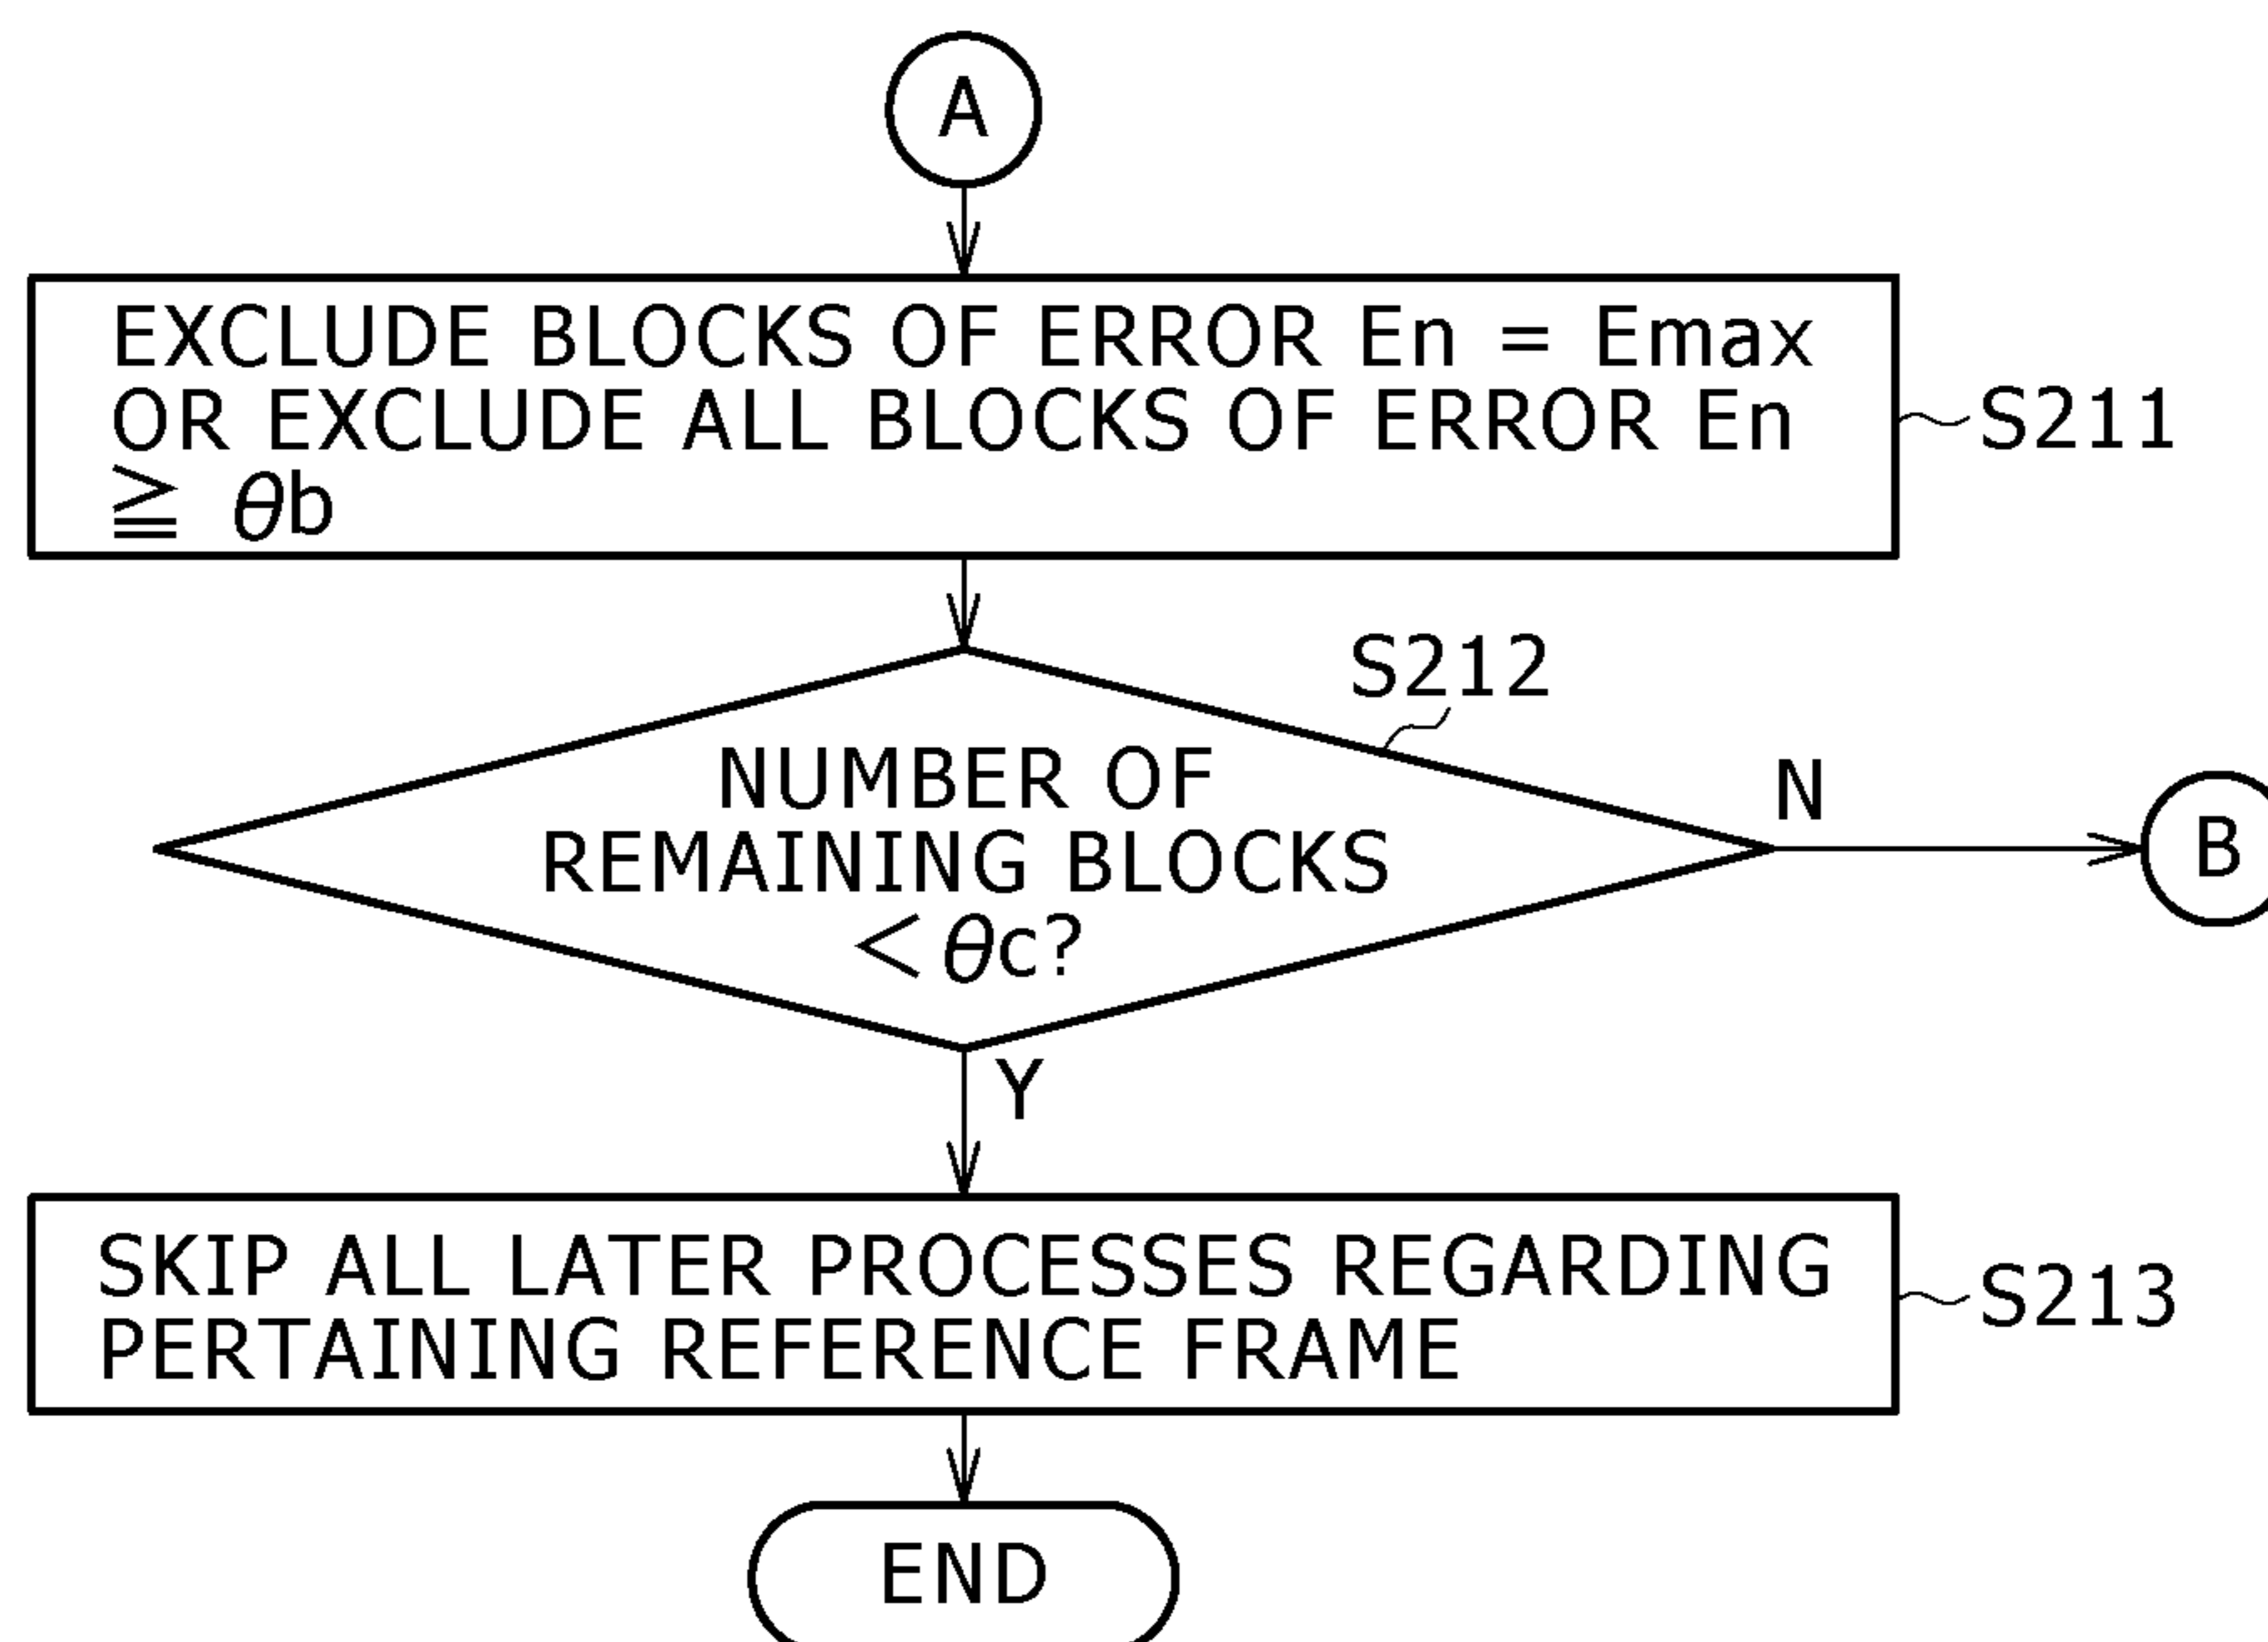 A
EXCLUDE BLOCKS OF ERROR En = Emax
OR EXCLUDE ALL BLOCKS OF ERROR En
≧ θb
S211
S212
NUMBER OF
REMAINING BLOCKS
< θc?
N
B
Y
SKIP ALL LATER PROCESSES REGARDING
PERTAINING REFERENCE FRAME
S213
END